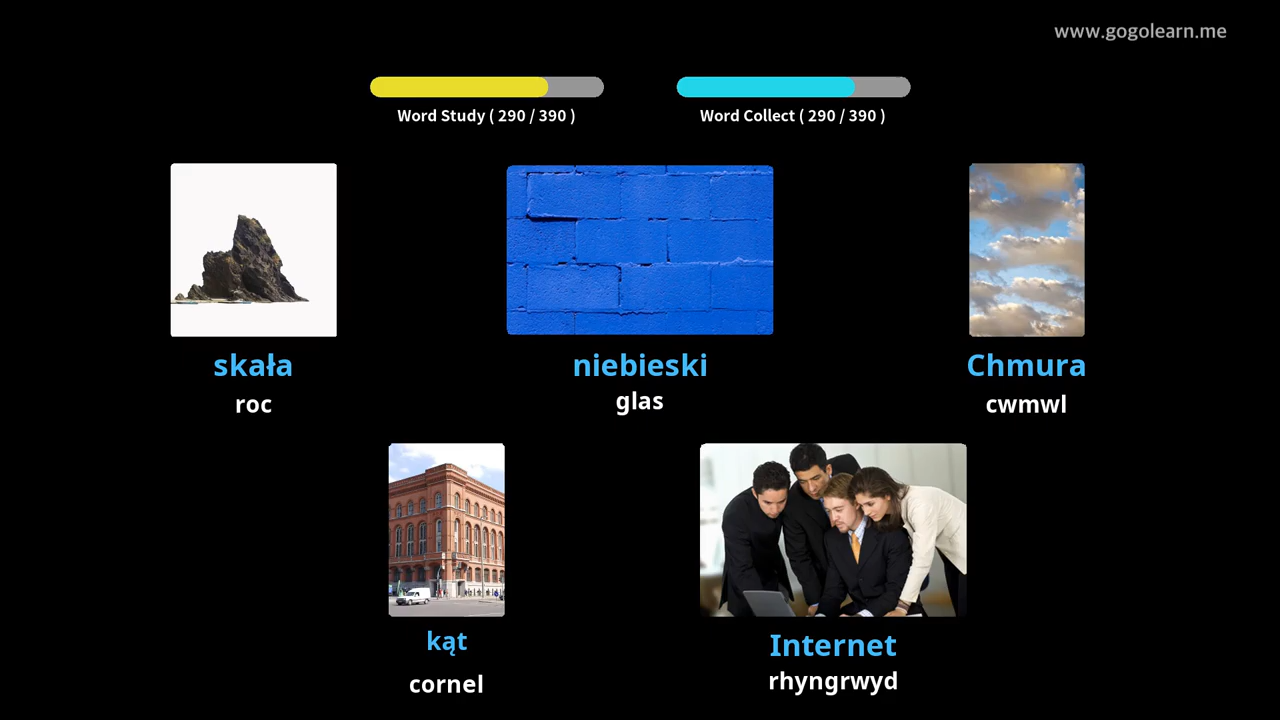 www.gogolearn.me
Word Study ( 290 / 390 )
Word Collect ( 290 / 390 )
skała
roc
niebieski
glas
Chmura
cwmwl
kąt
cornel
Internet
rhyngrwyd